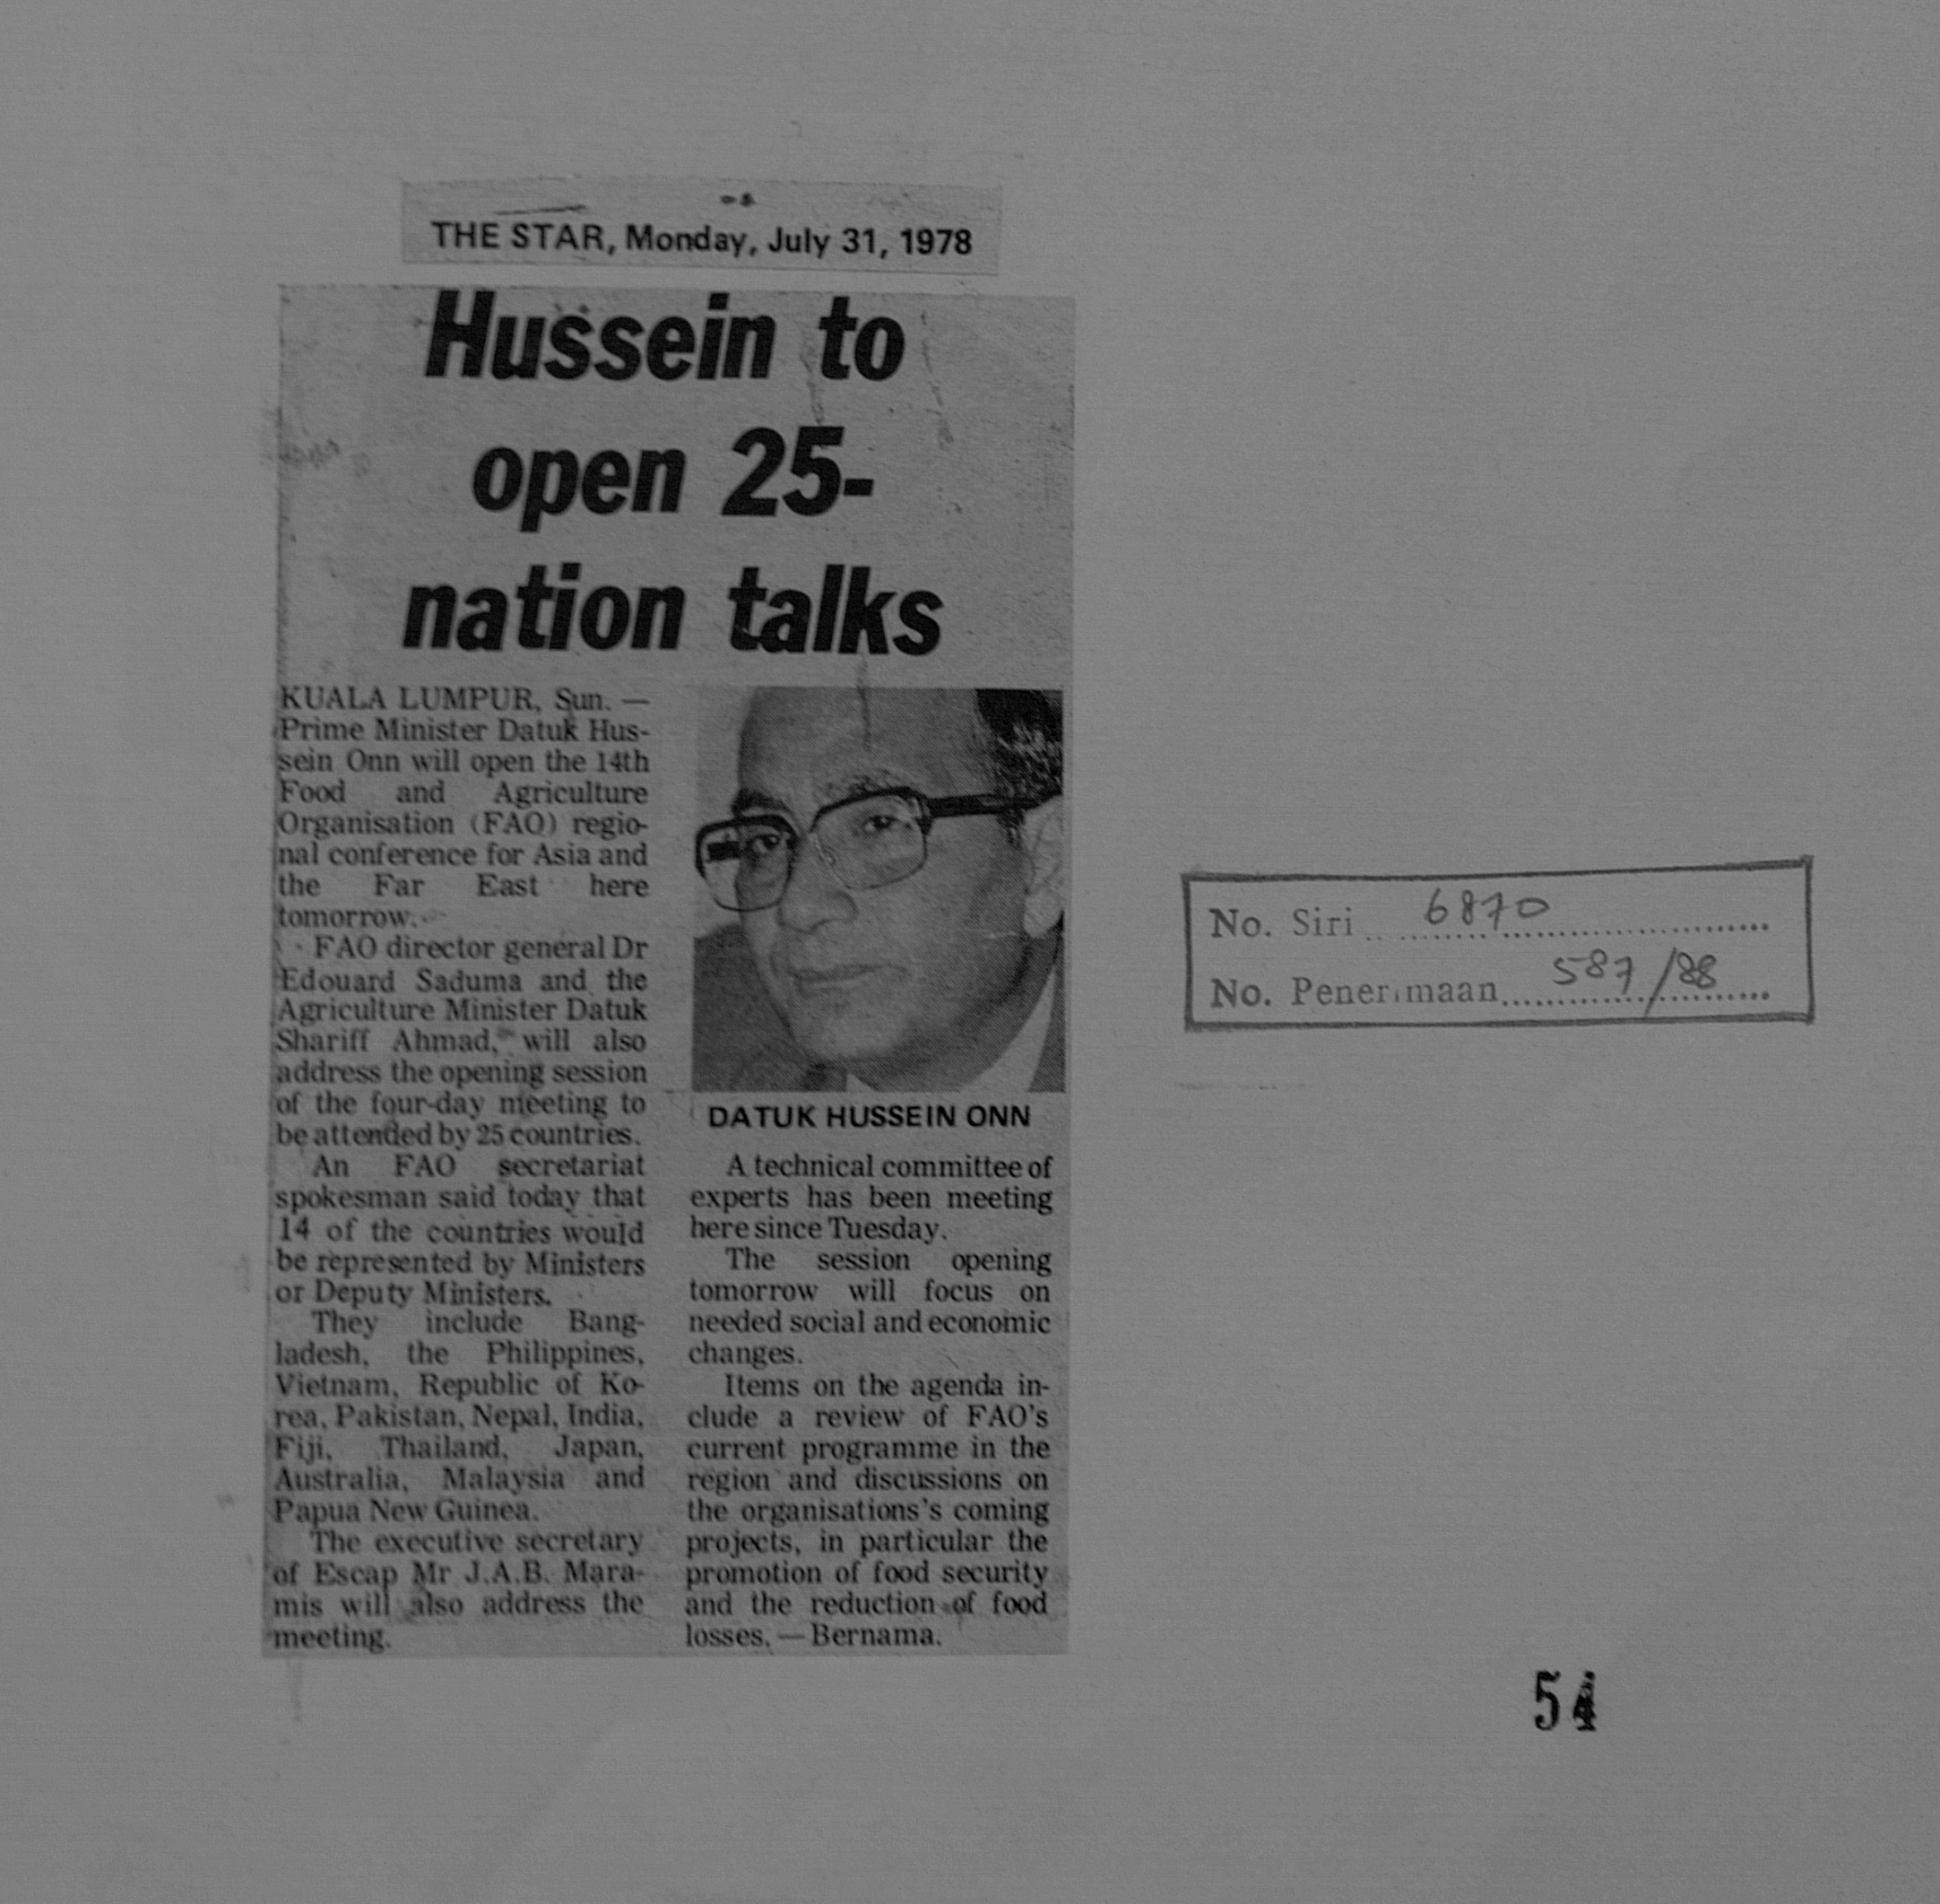 THE STAR, Monday, July 31, 1978
Hussein to
open 25-
nation talks
KUALA LUMPUR, Sun. —
Prime Minister Datuk Hus-
sein Onn will open the 14th
Food and Agriculture
Organisation (FAO) regio-
nal conference for Asia and
the Far East here
tomorrow.
FAO director general Dr
Edouard Saduma and the
Agriculture Minister Datuk
Shariff Ahmad, will also
address the opening session
of the four-day meeting to
be attended by 25 countries.
An FAO secretariat
spokesman said today that
14 of the countries would
be represented by Ministers
or Deputy Ministers.
They include Bang-
ladesh, the Philippines,
Vietnam, Republic of Ko-
rea, Pakistan, Nepal, India,
Fiji, Thailand, Japan,
Australia, Malaysia and
Papua New Guinea.
The executive secretary
of Escap Mr J.A.B. Mara-
mis will also address the
meeting.
DATUK HUSSEIN ONN
A technical committee of
experts has been meeting
here since Tuesday.
The session opening
tomorrow will focus on
needed social and economic
changes.
Items on the agenda in-
clude a review of FAO's
current programme in the
region and discussions on
the organisations's coming
projects, in particular the
promotion of food security
and the reduction of food
losses. — Bernama.
No. Siri 6870
No. Penerimaan 587/88
54